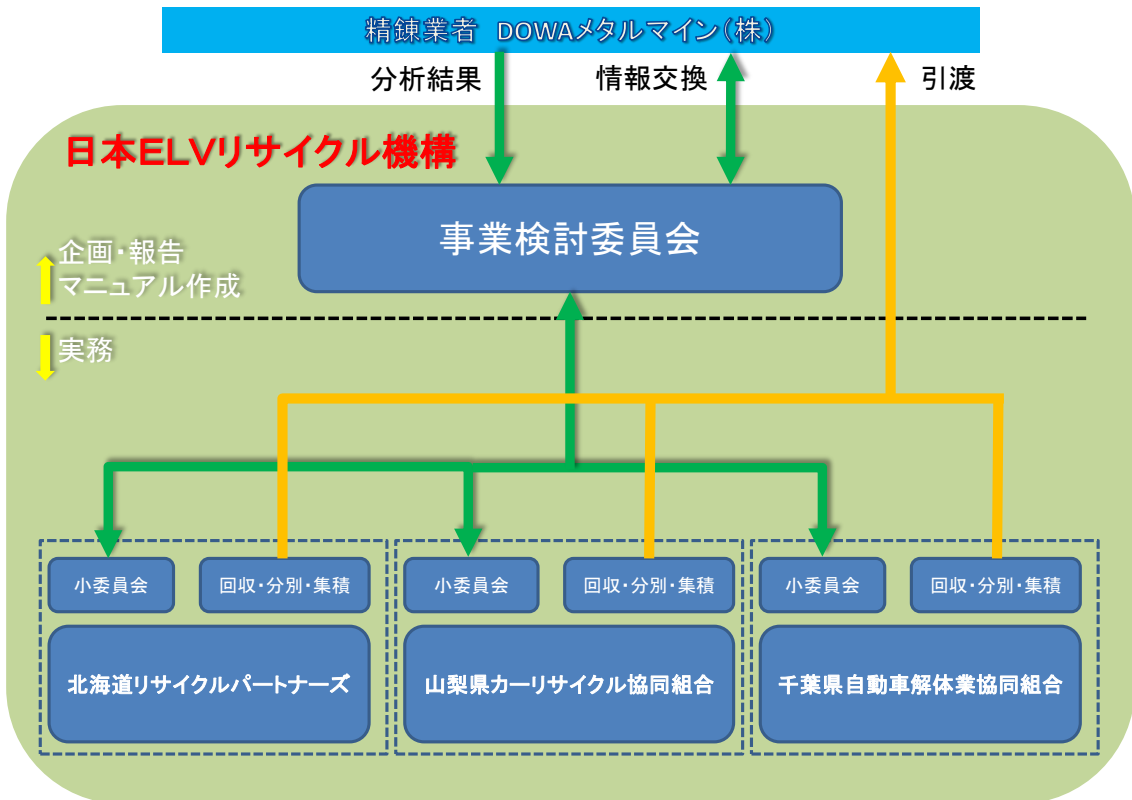 精錬業者 DOWAメタルマイン(株)
分析結果
情報交換
引渡
日本ELVリサイクル機構
事業検討委員会
企画・報告
マニュアル作成
実務
小委員会
回収・分別・集積
小委員会
回収・分別・集積
小委員会
回収・分別・集積
北海道リサイクルパートナーズ
山梨県カーリサイクル協同組合
千葉県自動車解体業協同組合